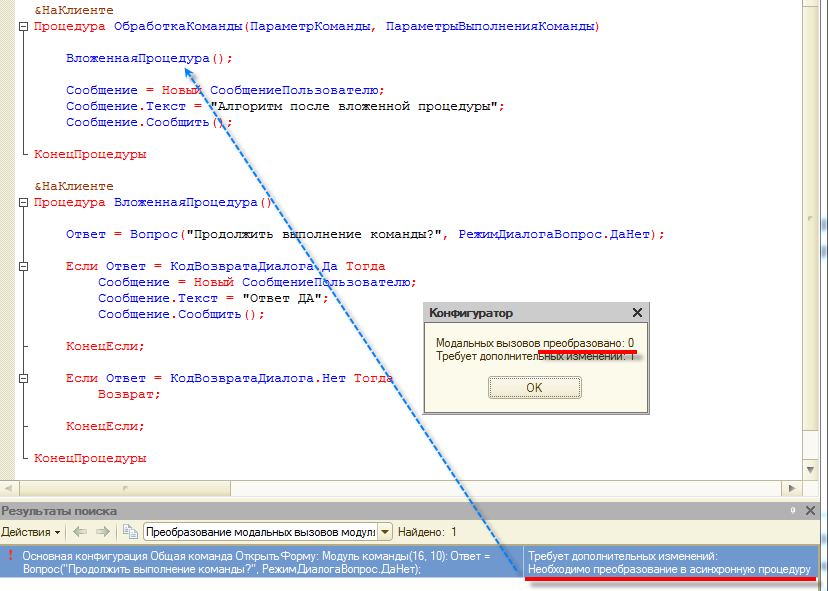 &НаКлиенте
Процедура ОбработкаКоманды(ПараметрКоманды, ПараметрыВыполненияКоманды)
ВложеннаяПроцедура();
Сообщение = Новый СообщениеПользователю;
Сообщение.Текст = "Алгоритм после вложенной процедуры";
Сообщение.Сообщить();
КонецПроцедуры
&НаКлиенте
Процедура ВложеннаяПроцедура()
Ответ = Вопрос("Продолжить выполнение команды?", РежимДиалогаВопрос.ДаНет);
Если Ответ = КодВозвратаДиалога.Да Тогда
Сообщение = Новый СообщениеПользователю;
Сообщение.Текст = "Ответ ДА";
Сообщение.Сообщить();
КонецЕсли;
Если Ответ = КодВозвратаДиалога.Нет Тогда
Возврат;
КонецЕсли;
КонецПроцедуры
Конфигуратор
Модальных вызовов преобразовано: 0
Требует дополнительных изменений: 1
OK
Результаты поиска
Действия
Преобразование модальных вызовов модул
Найдено: 1
Основная конфигурация Общая команда ОткрытьФорму: Модуль команды(16, 10): Ответ =
Вопрос("Продолжить выполнение команды?", РежимДиалогаВопрос.ДаНет);
Требует дополнительных изменений:
Необходимо преобразование в асинхронную процедуру